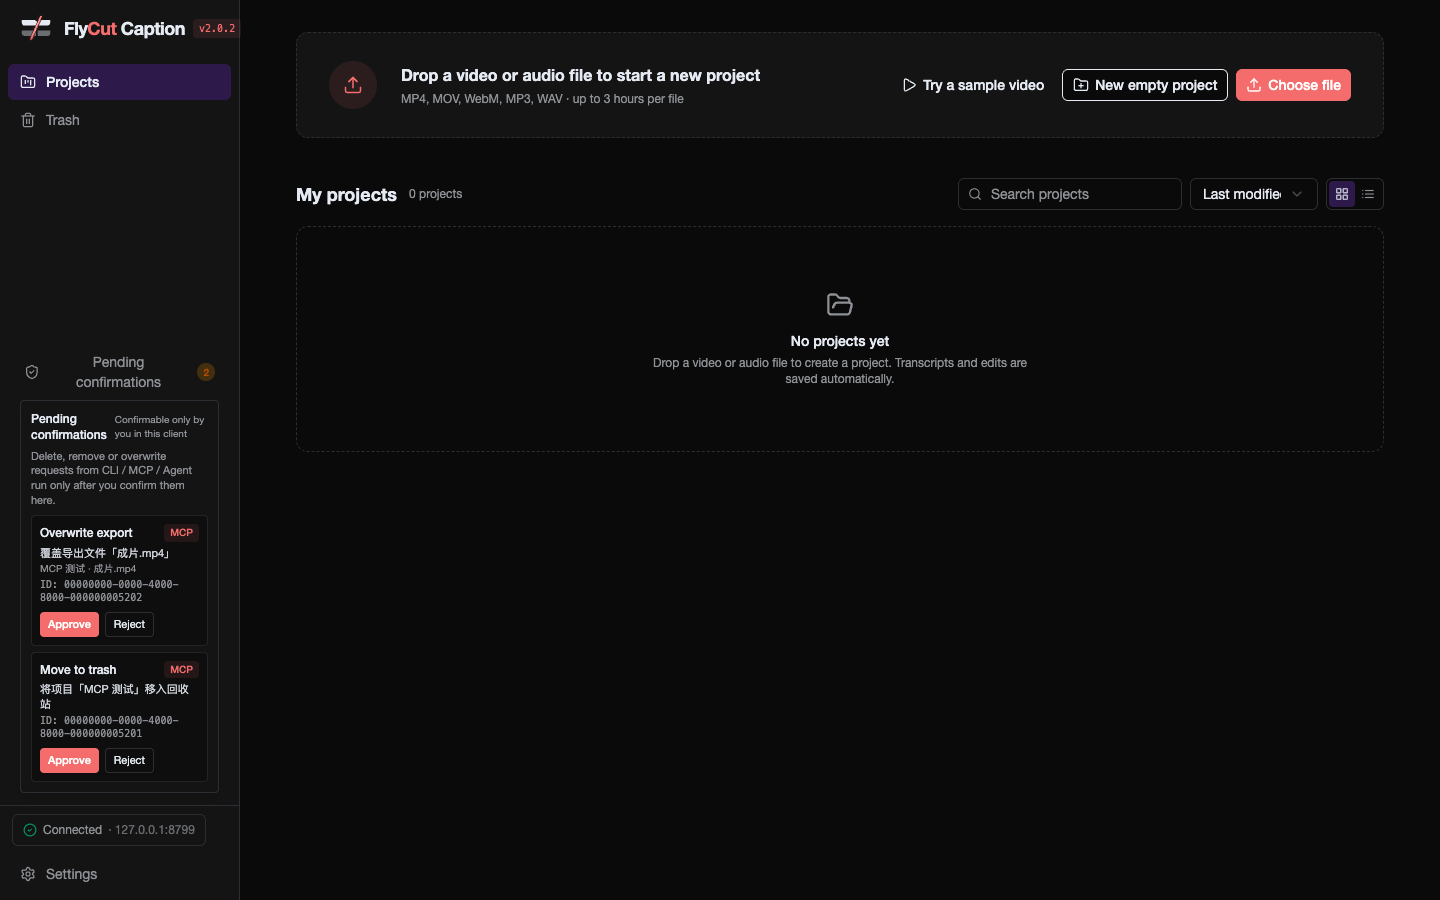 FlyCut Caption v2.0.2
Projects
Trash
Drop a video or audio file to start a new project
MP4, MOV, WebM, MP3, WAV · up to 3 hours per file
Try a sample video
New empty project
Choose file
My projects 0 projects
Search projects
Last modifie
No projects yet
Drop a video or audio file to create a project. Transcripts and edits are
saved automatically.
Pending
confirmations
2
Pending
confirmations
Confirmable only by
you in this client
Delete, remove or overwrite
requests from CLI / MCP / Agent
run only after you confirm them
here.
Overwrite export MCP
覆盖导出文件「成片.mp4」
MCP 测试 · 成片.mp4
ID: 00000000-0000-4000-
8000-000000005202
Approve Reject
Move to trash MCP
将项目「MCP 测试」移入回收
站
ID: 00000000-0000-4000-
8000-000000005201
Approve Reject
Connected · 127.0.0.1:8799
Settings